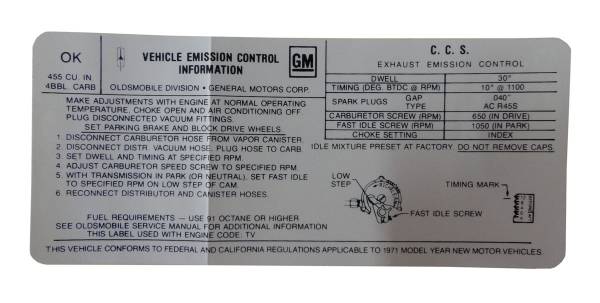 OK
455 CU. IN
4BBL. CARB
VEHICLE EMISSION CONTROL
INFORMATION
GM
OLDSMOBILE DIVISION • GENERAL MOTORS CORP.
MAKE ADJUSTMENTS WITH ENGINE AT NORMAL OPERATING
TEMPERATURE, CHOKE OPEN AND AIR CONDITIONING OFF.
PLUG DISCONNECTED VACUUM FITTINGS.
SET PARKING BRAKE AND BLOCK DRIVE WHEELS.
1 DISCONNECT CARBURETOR HOSE FROM VAPOR CANISTER.
2. DISCONNECT DISTR. VACUUM HOSE. PLUG HOSE TO CARB.
3 SET DWELL AND TIMING AT SPECIFIED RPM.
4. ADJUST CARBURETOR SPEED SCREW TO SPECIFIED RPM.
5. WITH TRANSMISSION IN PARK (OR NEUTRAL). SET FAST IDLE
TO SPECIFIED RPM ON LOW STEP OF CAM.
6. RECONNECT DISTRIBUTOR AND CANISTER HOSES.
FUEL REQUIREMENTS — USE 91 OCTANE OR HIGHER
SEE OLDSMOBILE SERVICE MANUAL FOR ADDITIONAL INFORMATION
THIS LABEL USED WITH ENGINE CODE: TV
C. C. S.
EXHAUST EMISSION CONTROL
DWELL 30°
TIMING (DEG. BTDC @ RPM) 10° @ 1100
SPARK PLUGS GAP .040"
TYPE AC R45S
CARBURETOR SCREW (RPM) 650 (IN DRIVE)
FAST IDLE SCREW (RPM) 1050 (IN PARK)
CHOKE SETTING INDEX
IDLE MIXTURE PRESET AT FACTORY. DO NOT REMOVE CAPS.
LOW
STEP
TIMING MARK
FAST IDLE SCREW
THIS VEHICLE CONFORMS TO FEDERAL AND CALIFORNIA REGULATIONS APPLICABLE TO 1971 MODEL YEAR NEW MOTOR VEHICLES.